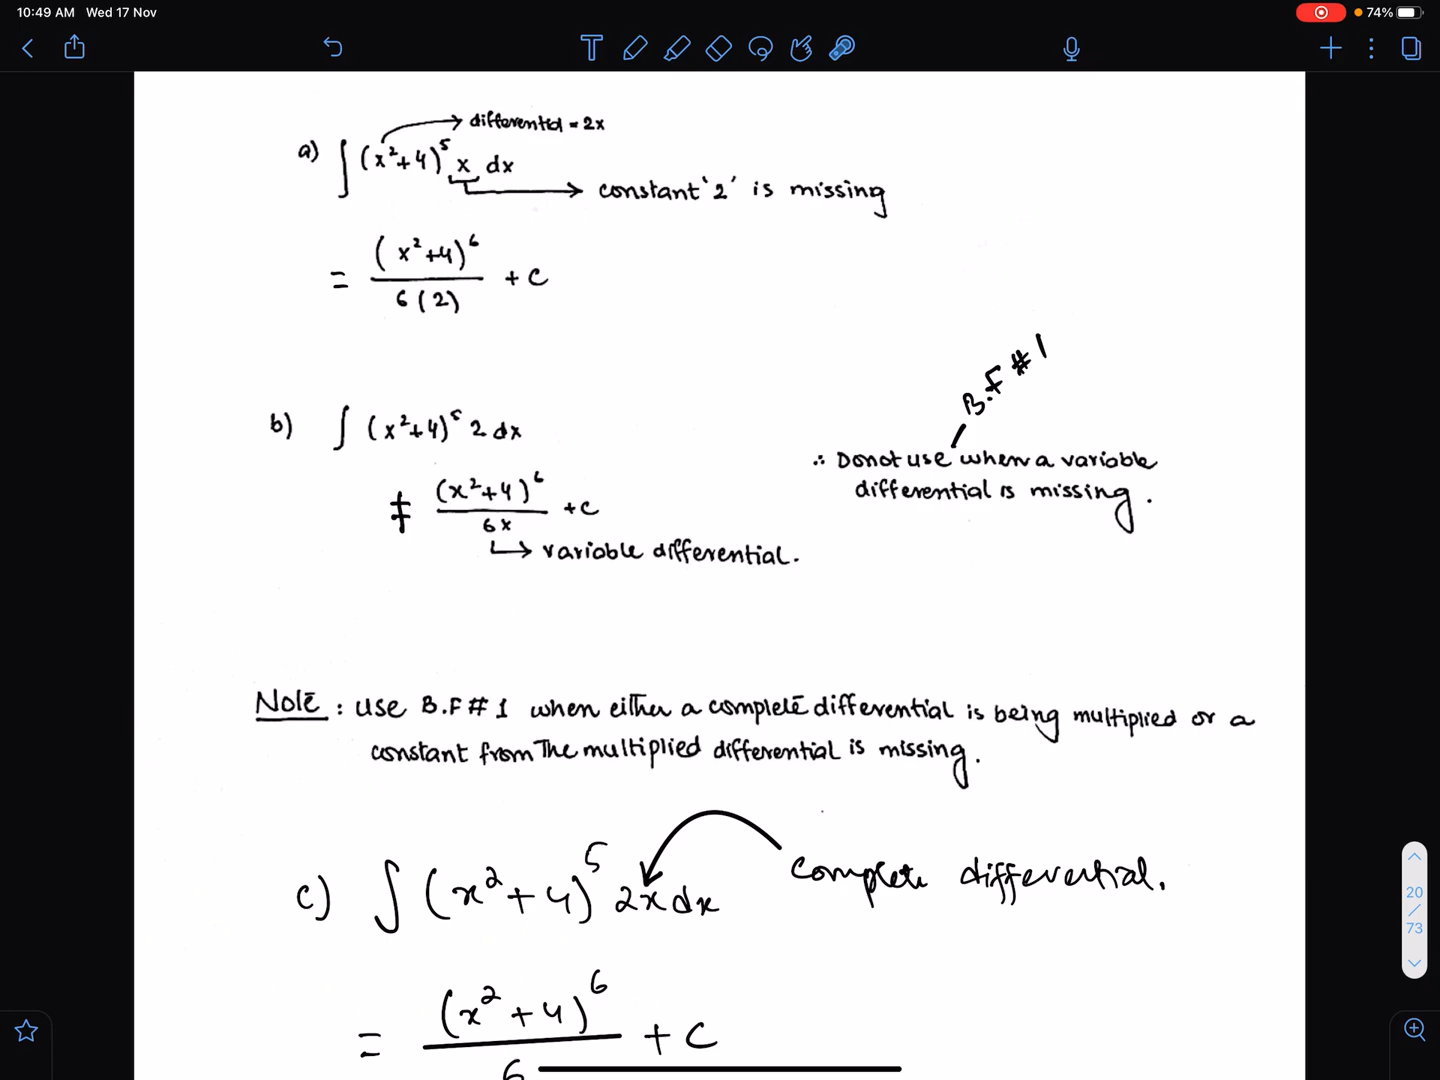 10:49 AM Wed 17 Nov
74%
T
differential = 2x
a) ∫(x²+4)⁵ x dx
constant '2' is missing
= (x²+4)⁶ / 6(2) + c
B.F #1
b) ∫ (x²+4)⁵ 2 dx
∴ Donot use when a variable
differential is missing.
≠ (x²+4)⁶ / 6x + c
↳ variable differential.
Note : use B.F # 1 when either a complete differential is being multiplied or a
constant from The multiplied differential is missing.
c) ∫ (x²+4)⁵ 2x dx
complete differential.
= (x²+4)⁶ / 6 + c
20
/
73